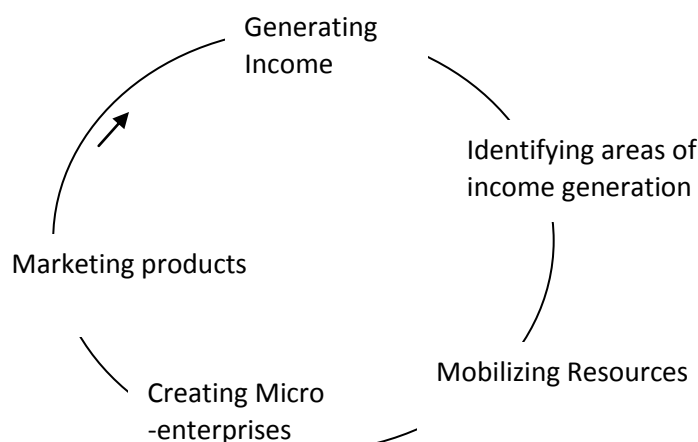 Generating
Income
Identifying areas of
income generation
Marketing products
Mobilizing Resources
Creating Micro
-enterprises